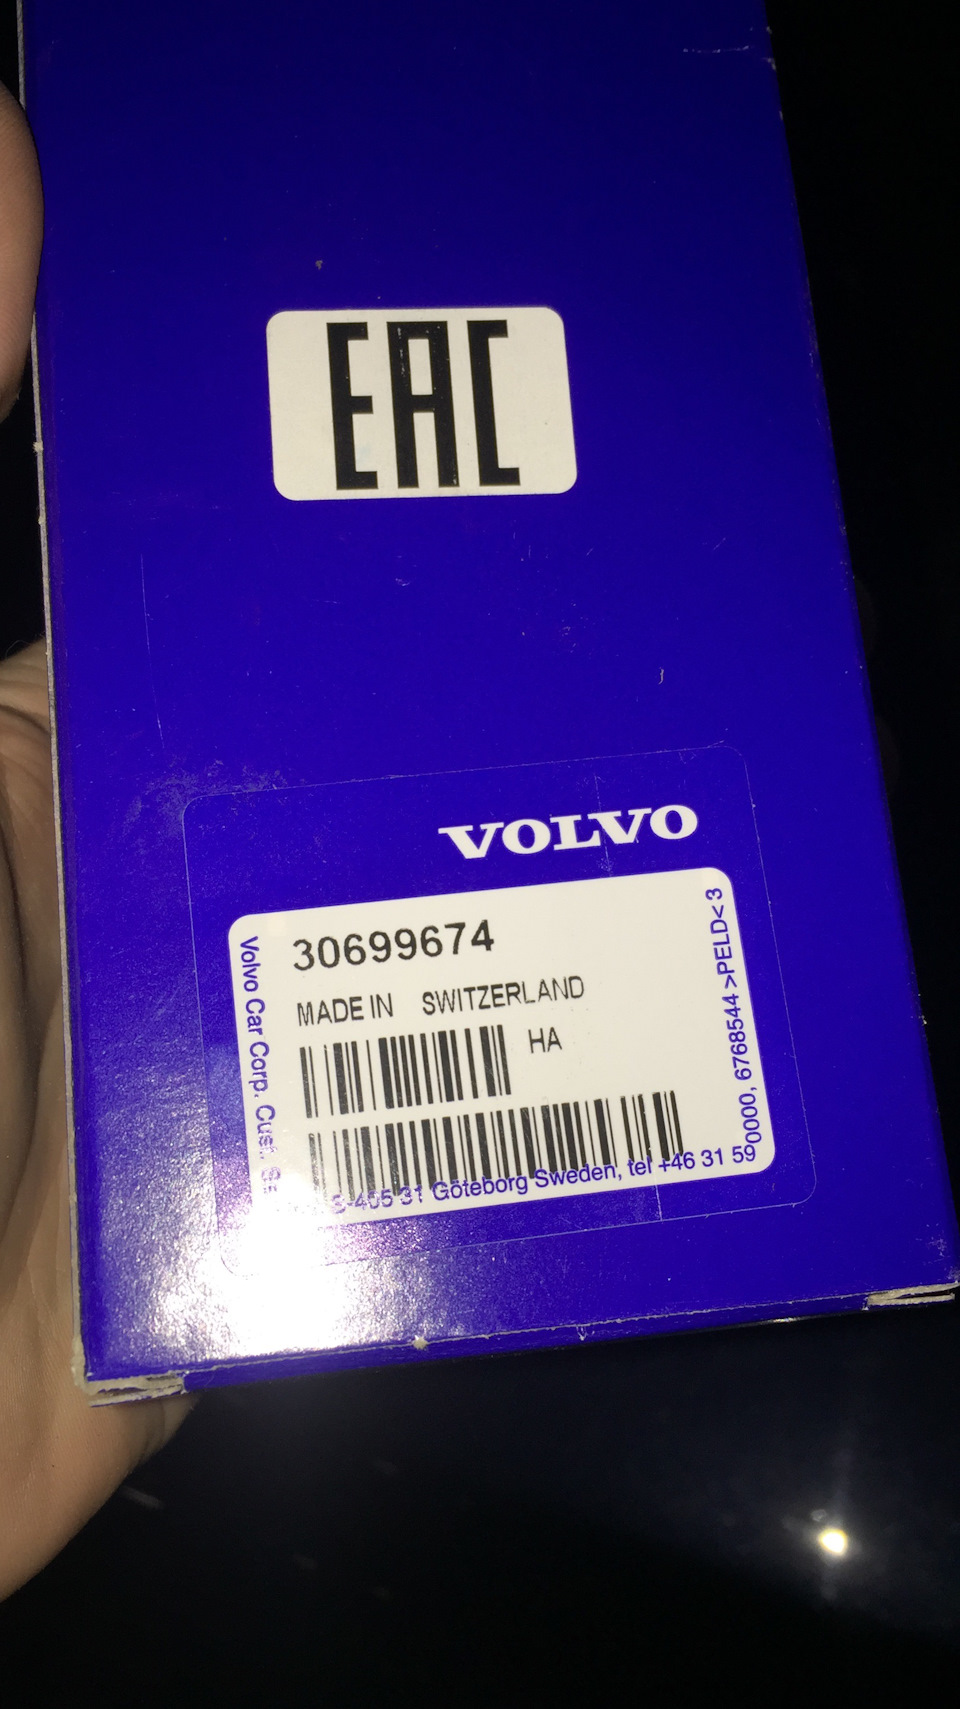 EAC
VOLVO
30699674
MADE IN SWITZERLAND
HA
Volvo Car Corp. Cust.
S-405 31 Göteborg Sweden, tel +46 31 59
0000, 6768544 >PELD< 3